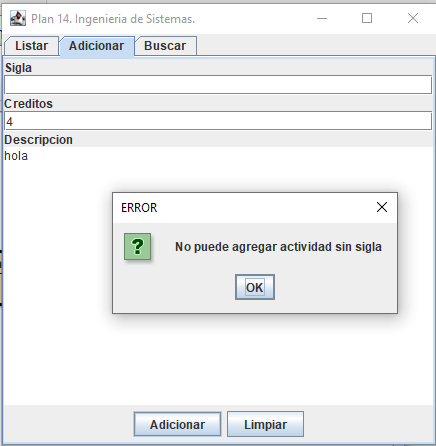 Plan 14. Ingenieria de Sistemas.
Listar Adicionar Buscar
Sigla
Creditos
4
Descripcion
hola
ERROR
?
No puede agregar actividad sin sigla
OK
Adicionar Limpiar